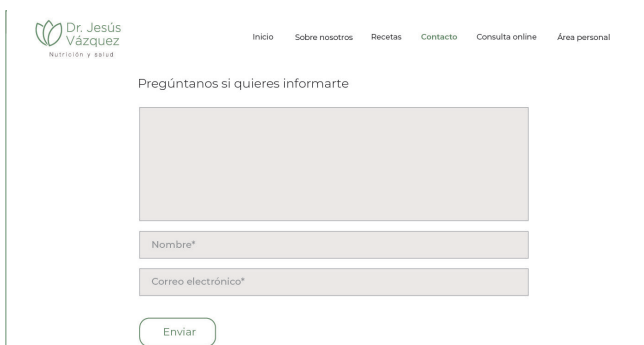 Dr. Jesús
Vázquez
Nutrición y salud
Inicio Sobre nosotros Recetas Contacto Consulta online Área personal
Pregúntanos si quieres informarte
Nombre*
Correo electrónico*
Enviar